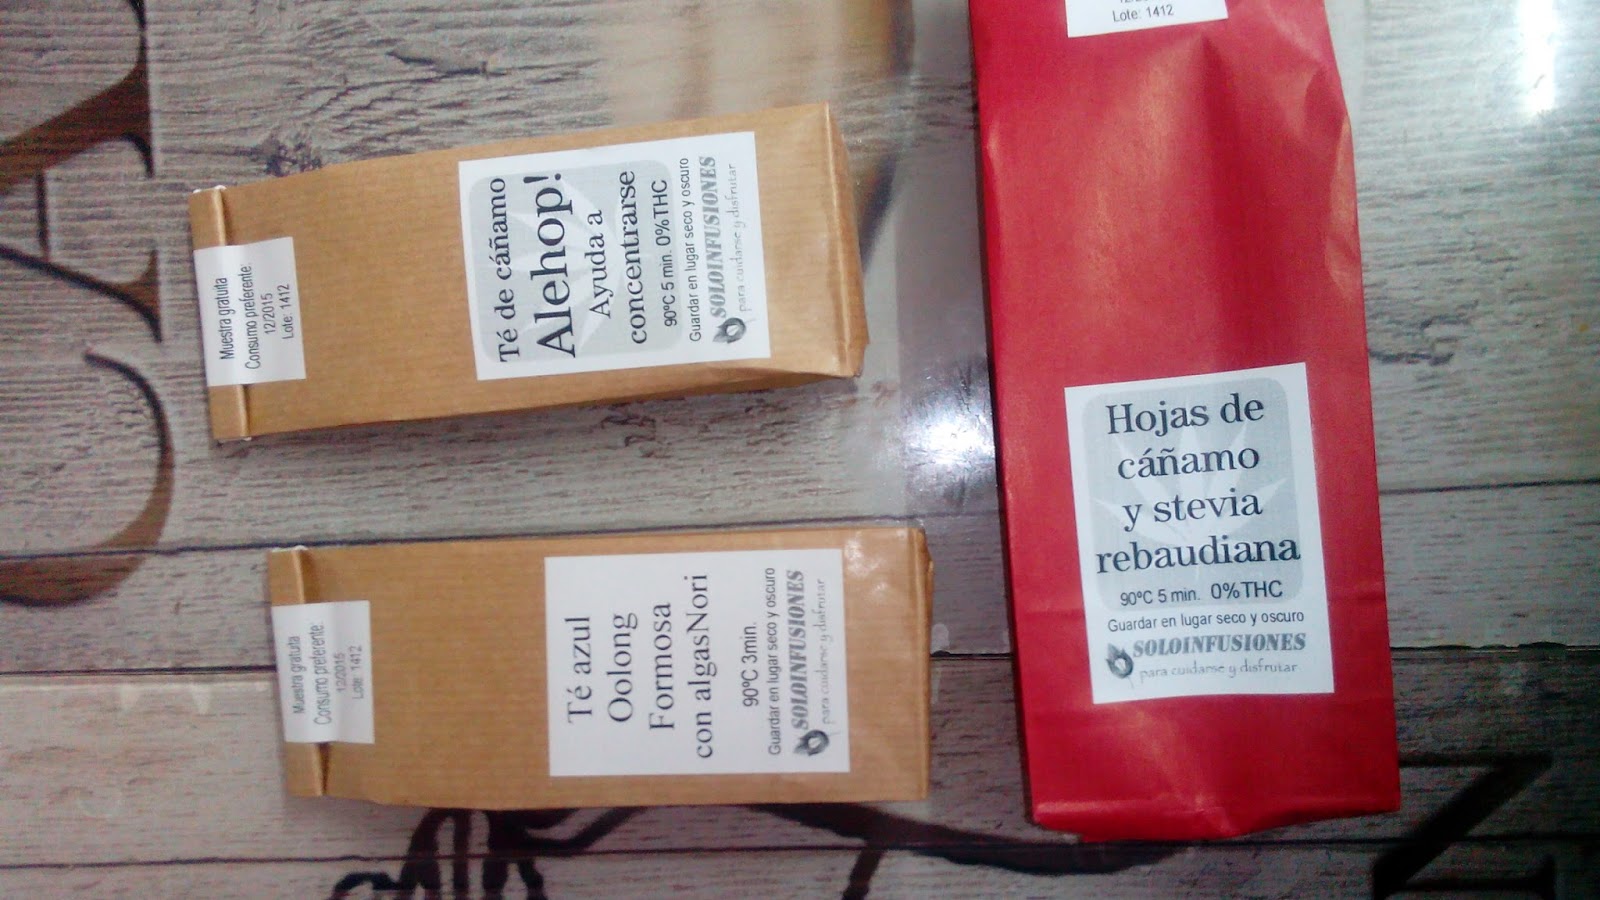 Muestra gratuita
Consumo preferente:
12/2015
Lote: 1412
Té de cáñamo
Alehop!
Ayuda a
concentrarse
90ºC 5 min. 0%THC
Guardar en lugar seco y oscuro
SOLOINFUSIONES
para cuidarse y disfrutar
Muestra gratuita
Consumo preferente:
12/2015
Lote: 1412
Té azul
Oolong
Formosa
con algasNori
90ºC 3min.
Guardar en lugar seco y oscuro
SOLOINFUSIONES
para cuidarse y disfrutar
Lote: 1412
Hojas de
cáñamo
y stevia
rebaudiana
90ºC 5 min. 0%THC
Guardar en lugar seco y oscuro
SOLOINFUSIONES
para cuidarse y disfrutar